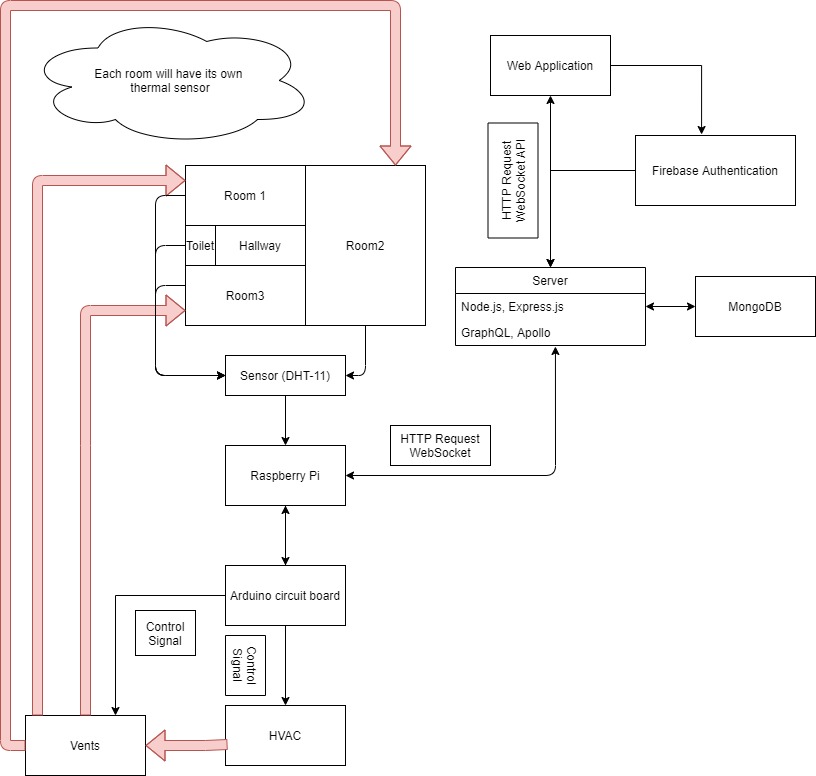 Each room will have its own
thermal sensor
Web Application
HTTP Request
WebSocket API
Firebase Authentication
Room 1
Toilet
Hallway
Room2
Room3
Server
Node.js, Express.js
GraphQL, Apollo
MongoDB
Sensor (DHT-11)
HTTP Request
WebSocket
Raspberry Pi
Arduino circuit board
Control
Signal
Control
Signal
Vents
HVAC